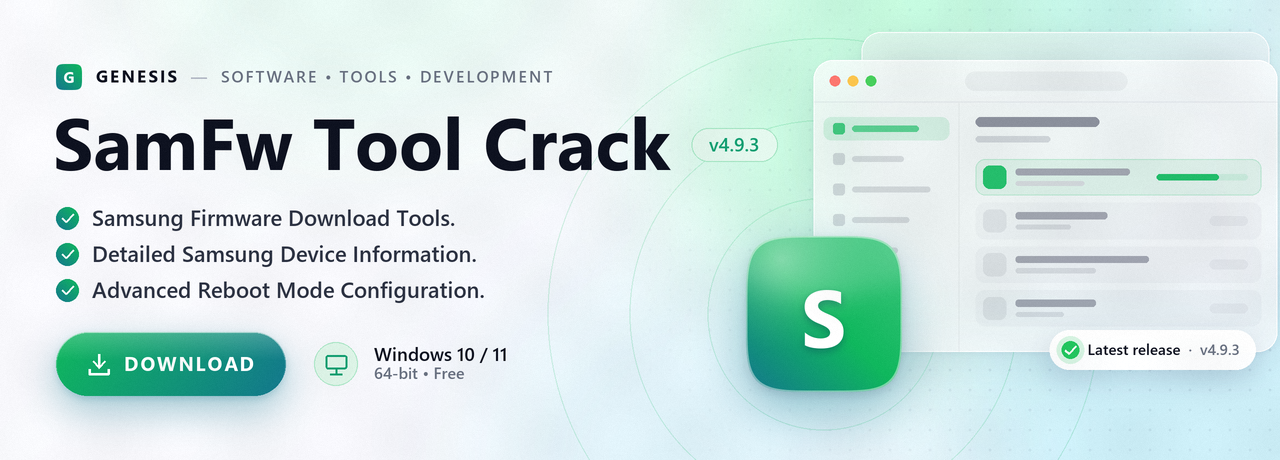 G GENESIS — SOFTWARE • TOOLS • DEVELOPMENT
SamFw Tool Crack v4.9.3
Samsung Firmware Download Tools.
Detailed Samsung Device Information.
Advanced Reboot Mode Configuration.
DOWNLOAD
Windows 10 / 11
64-bit • Free
S
Latest release · v4.9.3